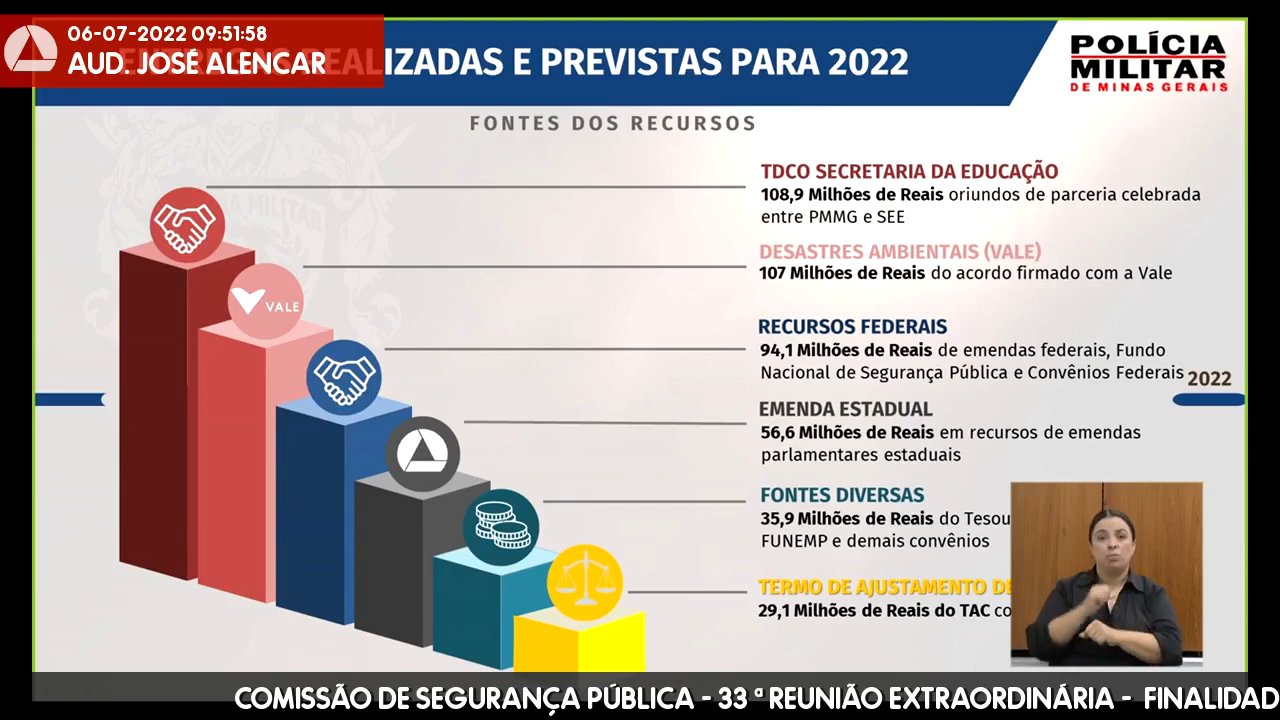 06-07-2022 09:51:58
AUD. JOSÉ ALENCAR
IZADAS E PREVISTAS PARA 2022
POLÍCIA
MILITAR
DE MINAS GERAIS
FONTES DOS RECURSOS
TDCO SECRETARIA DA EDUCAÇÃO
108,9 Milhões de Reais oriundos de parceria celebrada
entre PMMG e SEE
DESASTRES AMBIENTAIS (VALE)
107 Milhões de Reais do acordo firmado com a Vale
VALE
RECURSOS FEDERAIS
94,1 Milhões de Reais de emendas federais, Fundo
Nacional de Segurança Pública e Convênios Federais
2022
EMENDA ESTADUAL
56,6 Milhões de Reais em recursos de emendas
parlamentares estaduais
FONTES DIVERSAS
35,9 Milhões de Reais do Tesou
FUNEMP e demais convênios
TERMO DE AJUSTAMENTO DE
29,1 Milhões de Reais do TAC co
COMISSÃO DE SEGURANÇA PÚBLICA - 33 ª REUNIÃO EXTRAORDINÁRIA - FINALIDAD